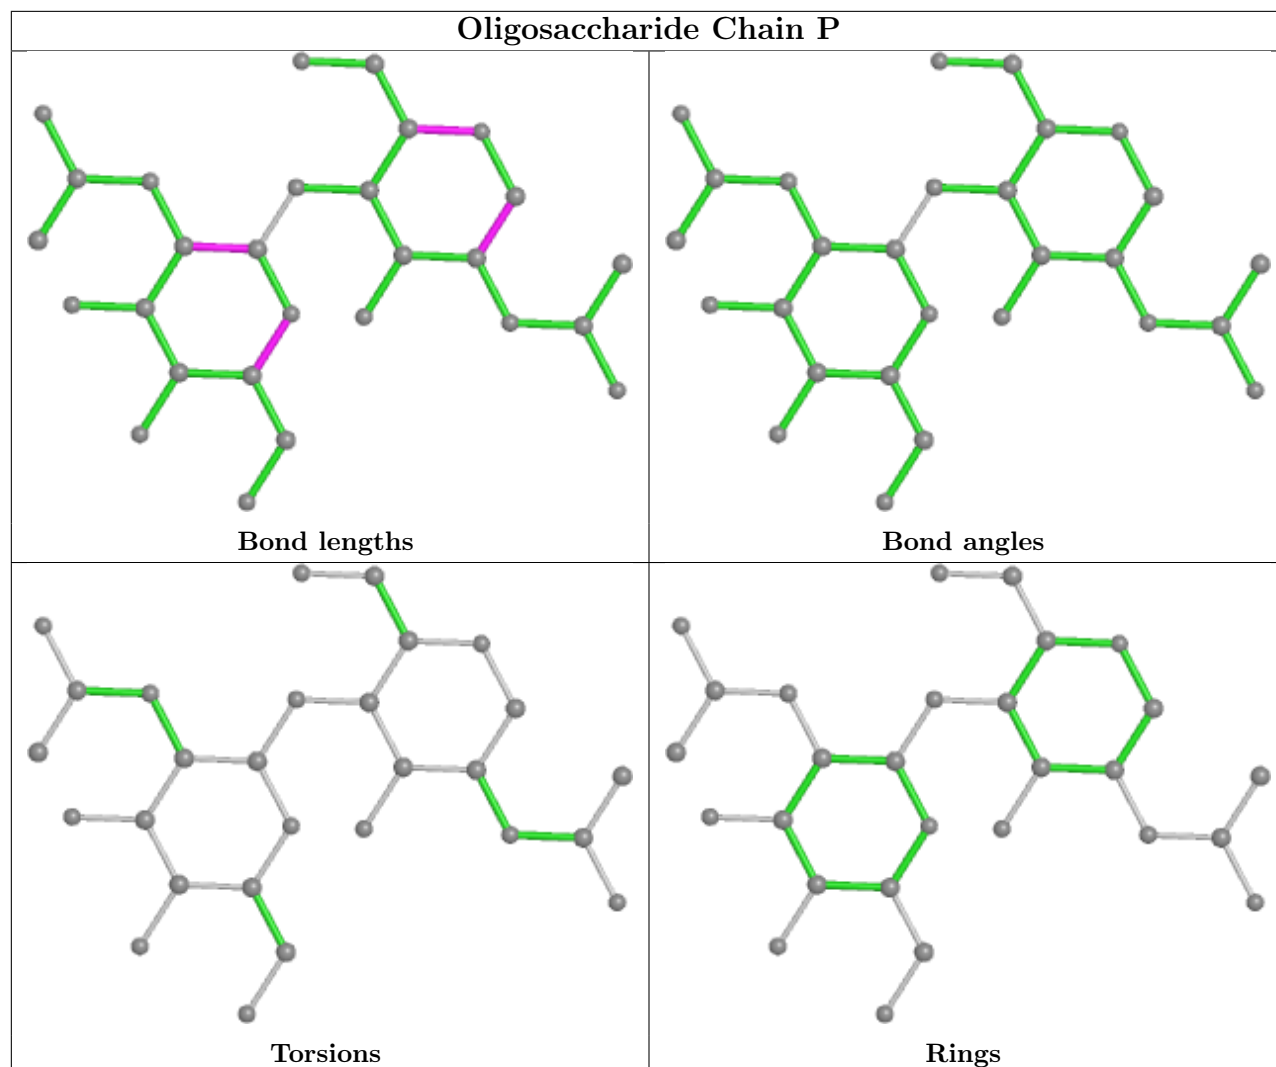 Oligosaccharide Chain P
Bond lengths
Bond angles
Torsions
Rings